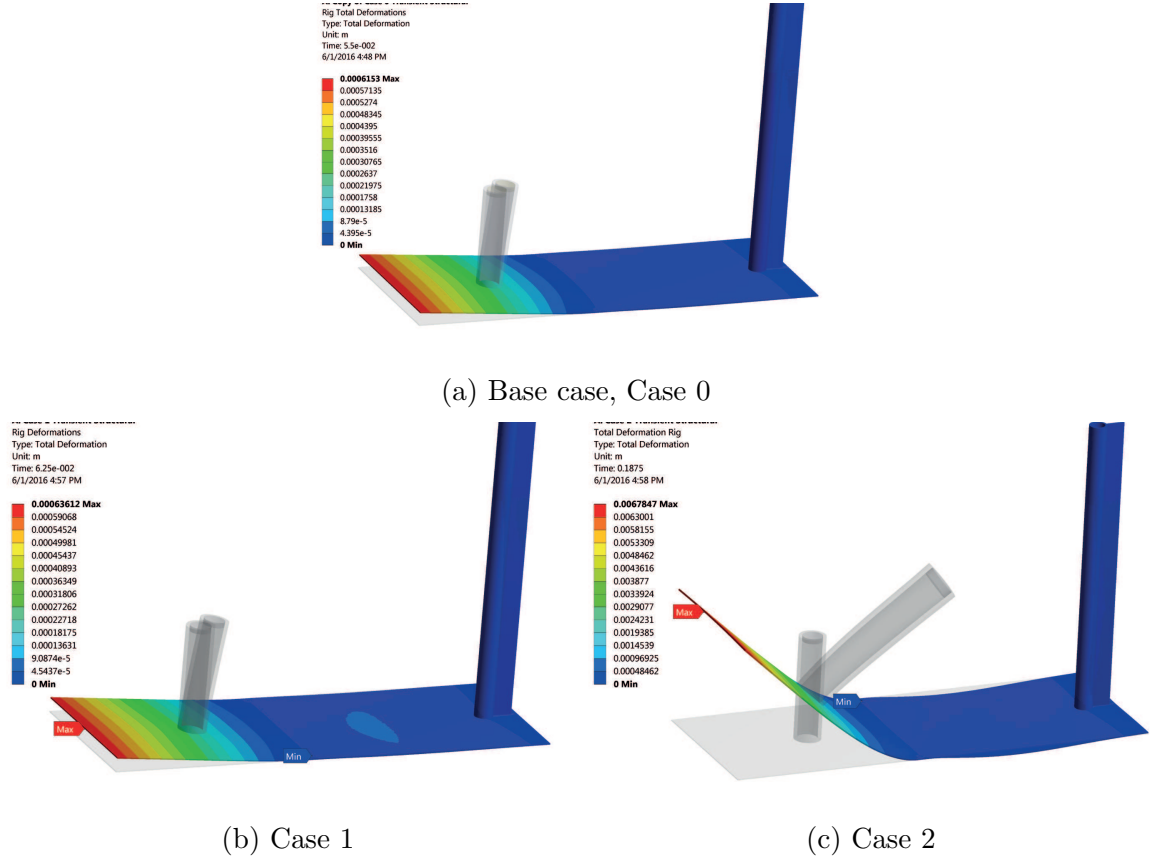 Rig Total Deformations
Type: Total Deformation
Unit: m
Time: 5.5e-002
6/1/2016 4:48 PM
0.0006153 Max
0.00057135
0.0005274
0.00048345
0.0004395
0.00039555
0.0003516
0.00030765
0.0002637
0.00021975
0.0001758
0.00013185
8.79e-5
4.395e-5
0 Min
(a) Base case, Case 0
Rig Deformations
Type: Total Deformation
Unit: m
Time: 6.25e-002
6/1/2016 4:57 PM
0.00063612 Max
0.00059068
0.00054524
0.00049981
0.00045437
0.00040893
0.00036349
0.00031806
0.00027262
0.00022718
0.00018175
0.00013631
9.0874e-5
4.5437e-5
0 Min
Max
Min
(b) Case 1
Total Deformation Rig
Type: Total Deformation
Unit: m
Time: 0.1875
6/1/2016 4:58 PM
0.0067847 Max
0.0063001
0.0058155
0.0053309
0.0048462
0.0043616
0.003877
0.0033924
0.0029077
0.0024231
0.0019385
0.0014539
0.00096925
0.00048462
0 Min
Max
Min
(c) Case 2